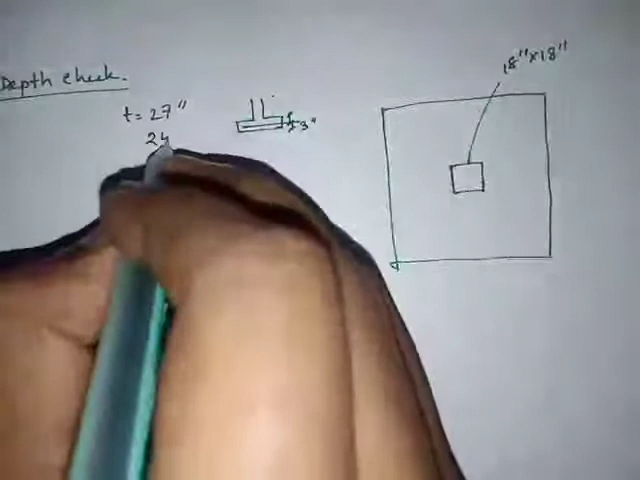 Depth check.
t = 27"
24
3"
18"x18"